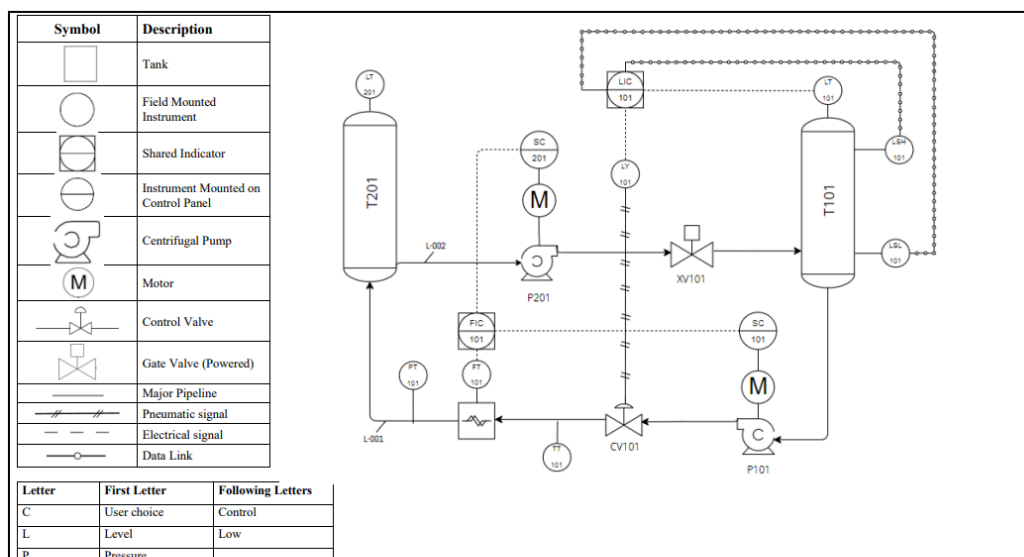 Symbol Description
Tank
Field Mounted
Instrument
Shared Indicator
Instrument Mounted on
Control Panel
Centrifugal Pump
M Motor
Control Valve
Gate Valve (Powered)
Major Pipeline
Pneumatic signal
Electrical signal
Data Link
Letter First Letter Following Letters
C User choice Control
L Level Low
P Pressure
LT
201
T201
L-002
SC
201
M
C
P201
LIC
101
LY
101
LT
101
T101
LSH
101
LSL
101
XV101
FIC
101
FT
101
PT
101
L-001
TT
101
CV101
SC
101
M
C
P101